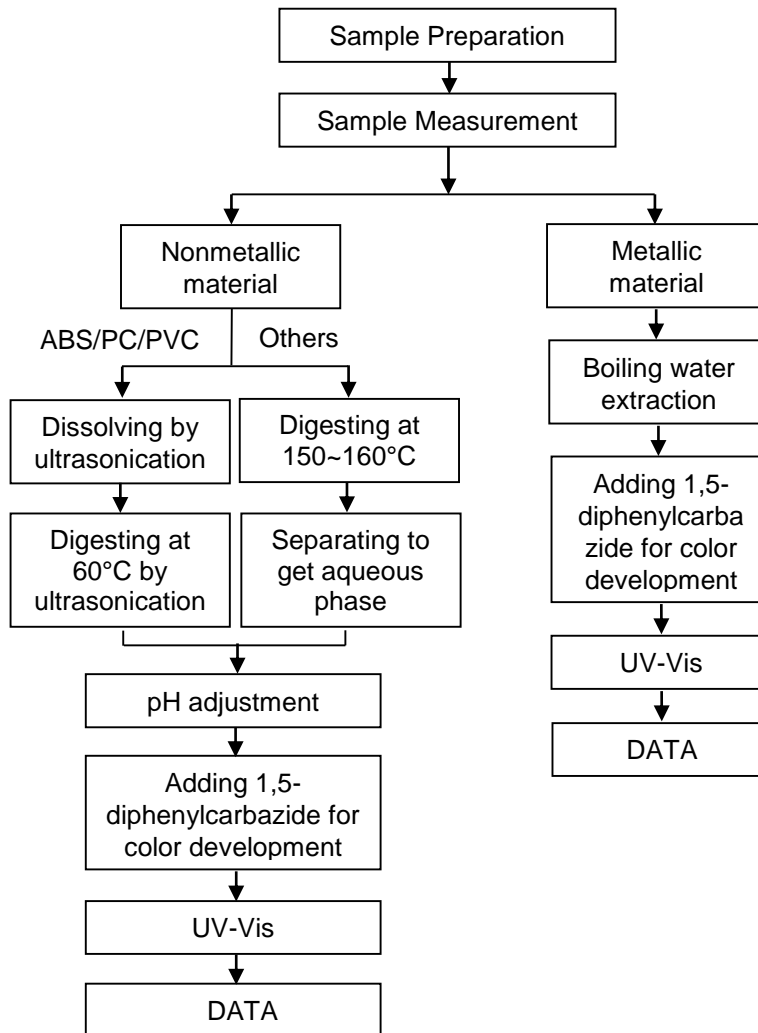 Sample Preparation
Sample Measurement
Nonmetallic
material
ABS/PC/PVC
Others
Dissolving by
ultrasonication
Digesting at
150~160°C
Digesting at
60°C by
ultrasonication
Separating to
get aqueous
phase
pH adjustment
Adding 1,5-
diphenylcarbazide for
color development
UV-Vis
DATA
Metallic
material
Boiling water
extraction
Adding 1,5-
diphenylcarba
zide for color
development
UV-Vis
DATA